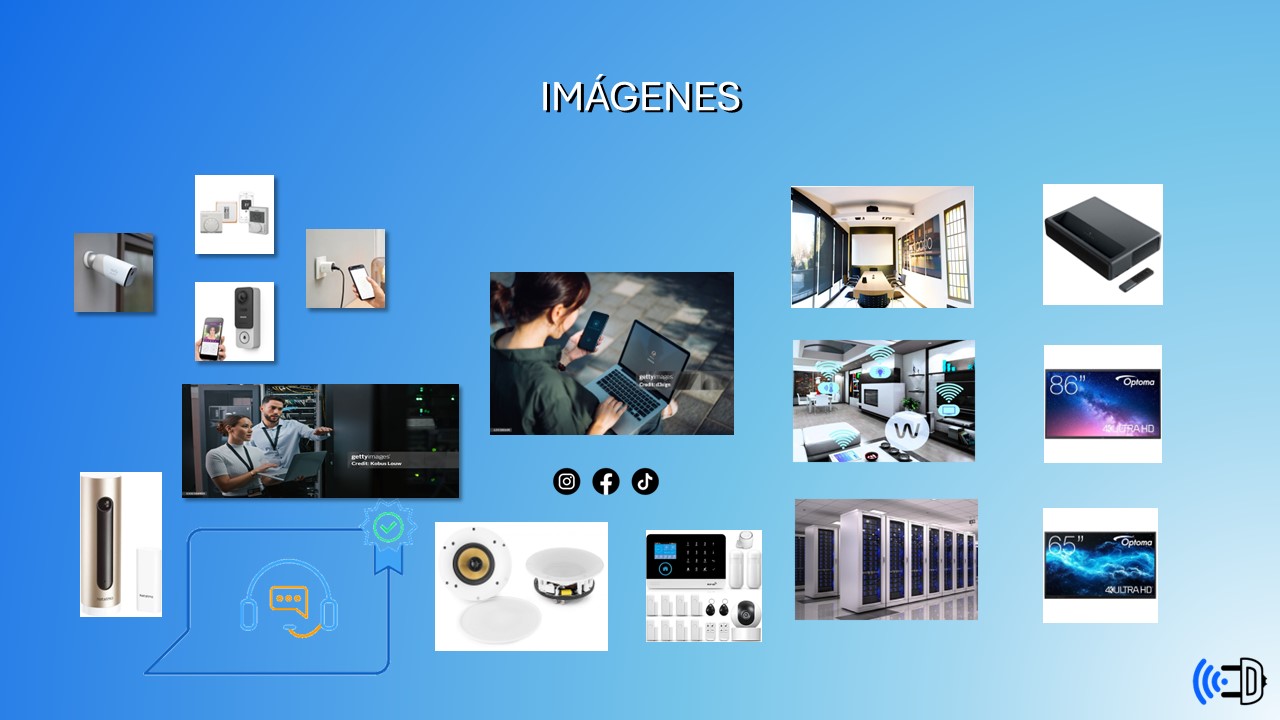 IMÁGENES
gettyimages
Credit: d3sign
gettyimages
Credit: Kobus Louw
W
86”
Optoma
4K ULTRA HD
65”
Optoma
4K ULTRA HD
D